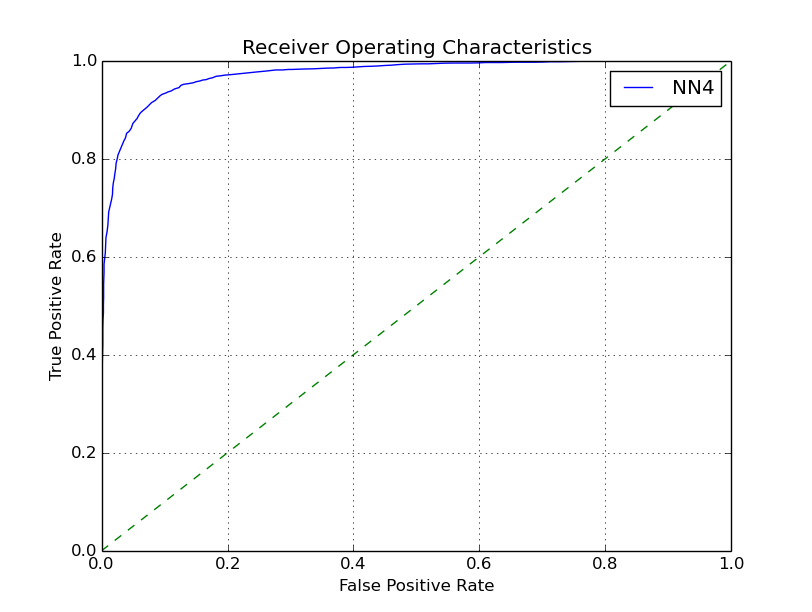 Receiver Operating Characteristics
NN4
1.0
0.8
0.6
0.4
0.2
0.0
True Positive Rate
0.0 0.2 0.4 0.6 0.8 1.0
False Positive Rate